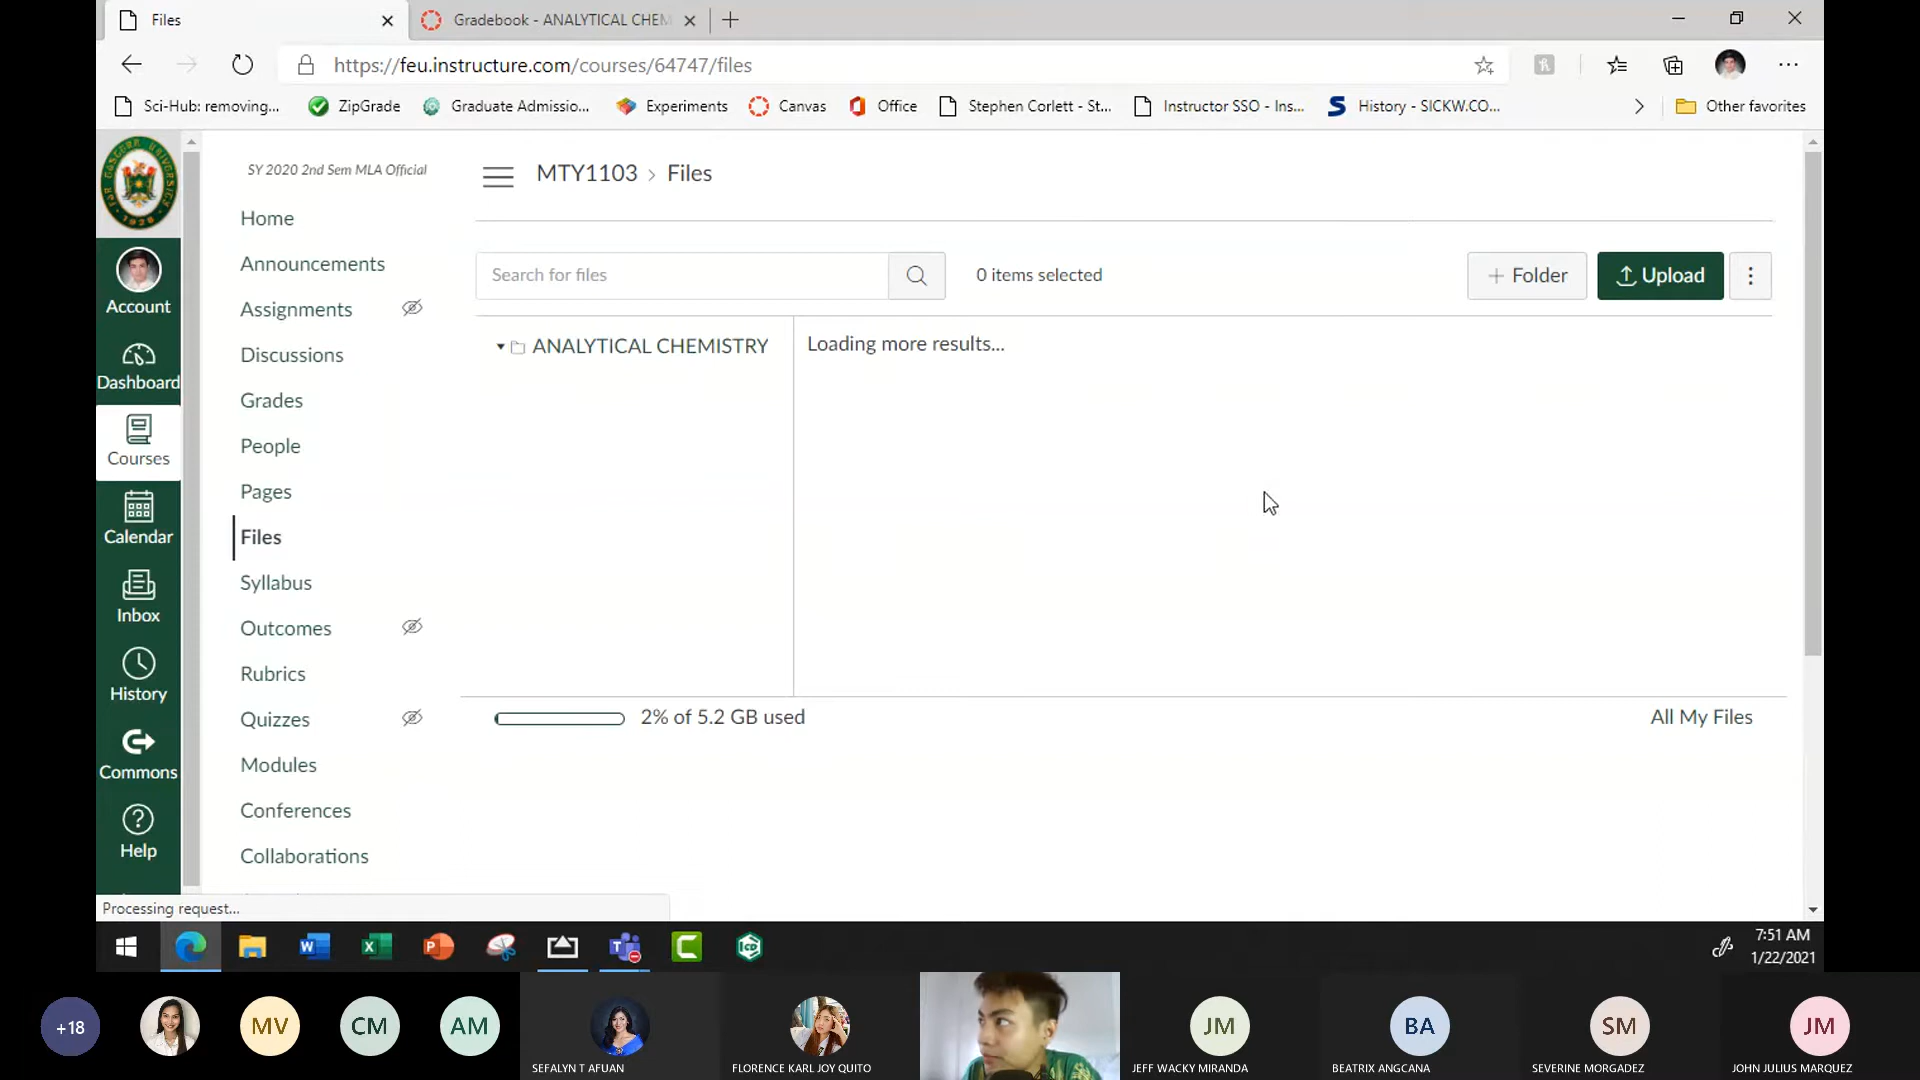 Files
Gradebook - ANALYTICAL CHEM
https://feu.instructure.com/courses/64747/files
Sci-Hub: removing...
ZipGrade
Graduate Admissio...
Experiments
Canvas
Office
Stephen Corlett - St...
Instructor SSO - Ins...
History - SICKW.CO...
Other favorites
SY 2020 2nd Sem MLA Official
MTY1103 › Files
Home
Announcements
Assignments
Discussions
Grades
People
Pages
Files
Syllabus
Outcomes
Rubrics
Quizzes
Modules
Conferences
Collaborations
Account
Dashboard
Courses
Calendar
Inbox
History
Commons
Help
Search for files
0 items selected
+ Folder
Upload
ANALYTICAL CHEMISTRY
Loading more results...
2% of 5.2 GB used
All My Files
Processing request...
7:51 AM
1/22/2021
+18
MV
CM
AM
JM
BA
SM
JM
SEFALYN T AFUAN
FLORENCE KARL JOY QUITO
JEFF WACKY MIRANDA
BEATRIX ANGCANA
SEVERINE MORGADEZ
JOHN JULIUS MARQUEZ